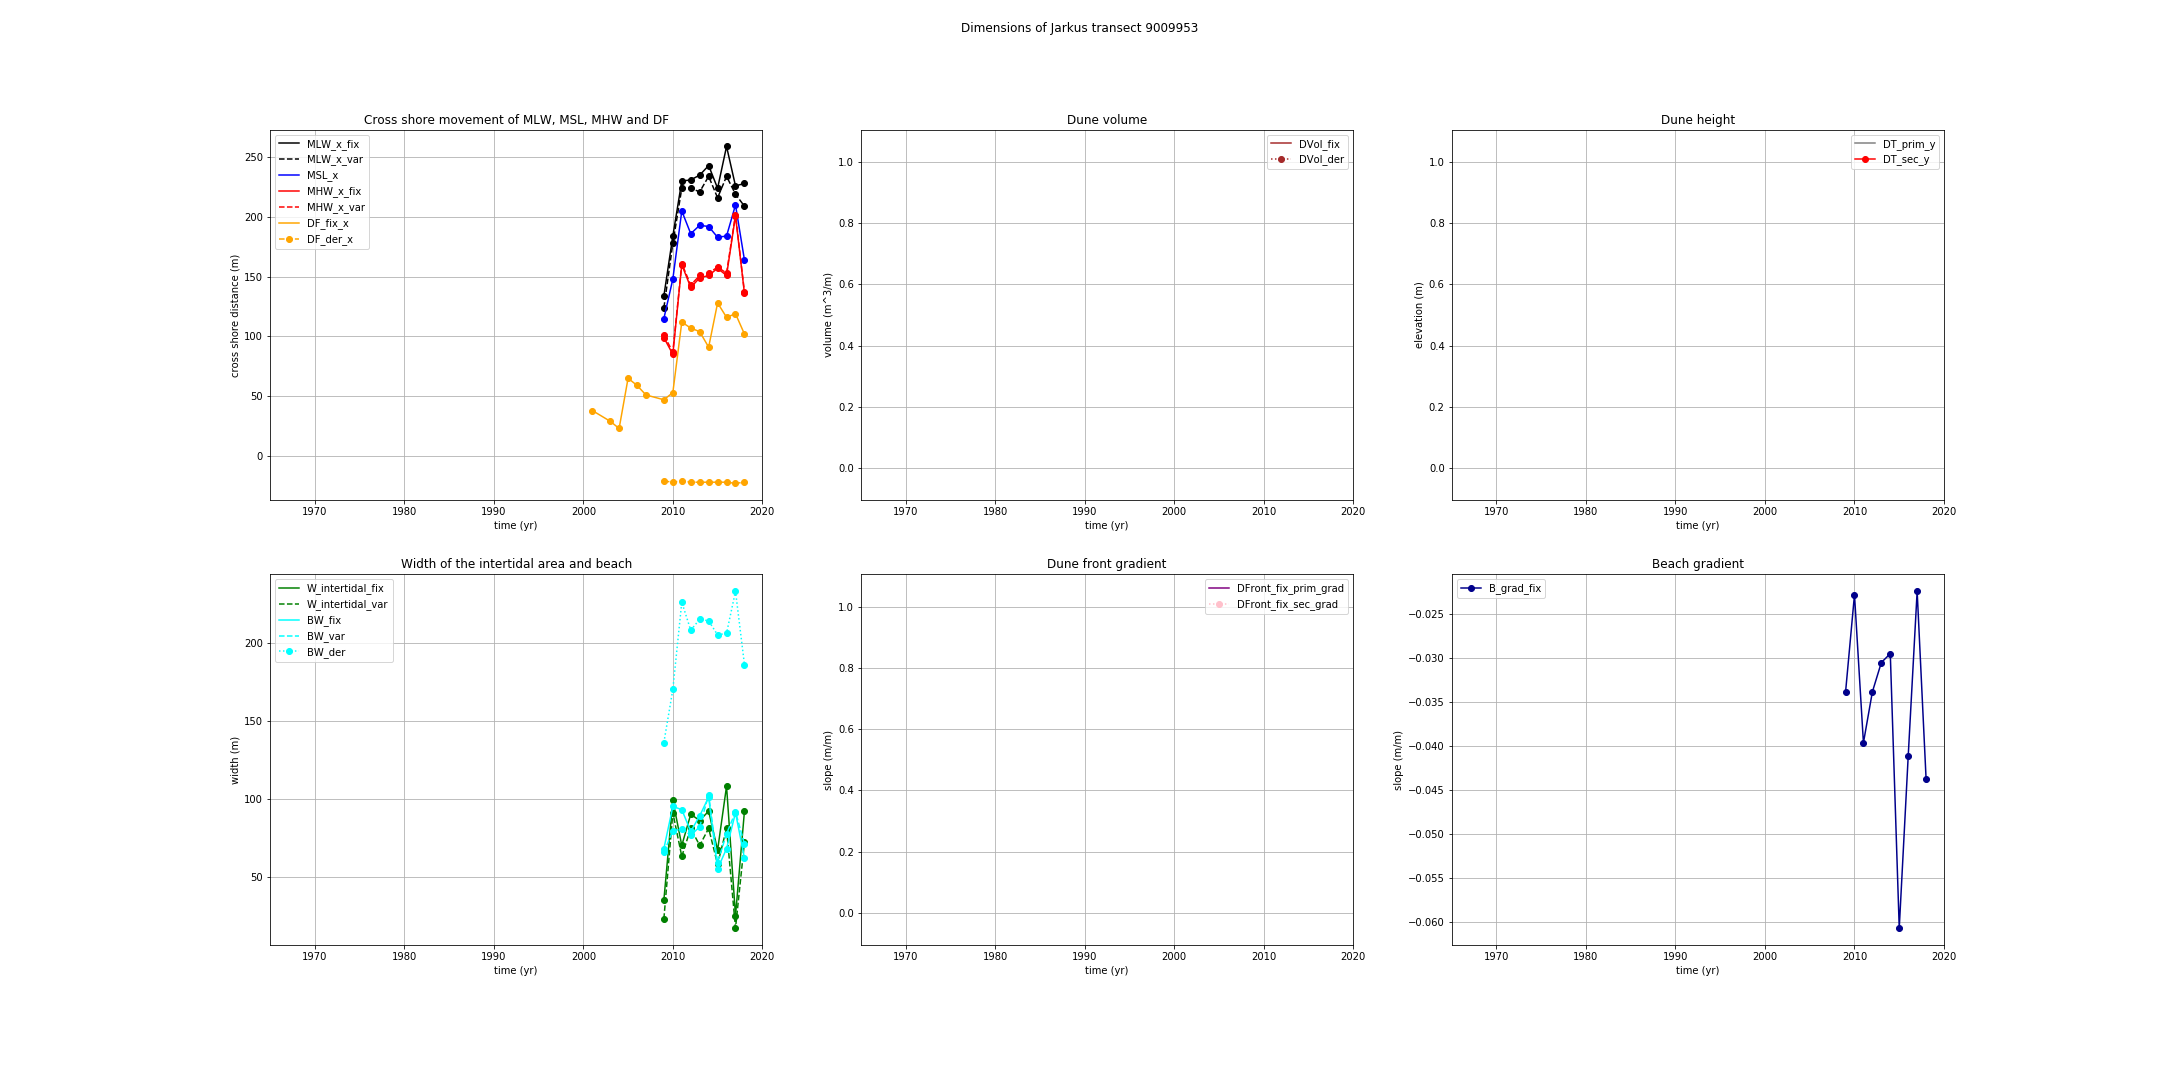 Dimensions of Jarkus transect 9009953
Cross shore movement of MLW, MSL, MHW and DF
MLW_x_fix
MLW_x_var
MSL_x
MHW_x_fix
MHW_x_var
DF_fix_x
DF_der_x
250
200
150
100
50
0
cross shore distance (m)
1970 1980 1990 2000 2010 2020
time (yr)
Dune volume
DVol_fix
DVol_der
1.0
0.8
0.6
0.4
0.2
0.0
volume (m^3/m)
1970 1980 1990 2000 2010 2020
time (yr)
Dune height
DT_prim_y
DT_sec_y
1.0
0.8
0.6
0.4
0.2
0.0
elevation (m)
1970 1980 1990 2000 2010 2020
time (yr)
Width of the intertidal area and beach
W_intertidal_fix
W_intertidal_var
BW_fix
BW_var
BW_der
200
150
100
50
width (m)
1970 1980 1990 2000 2010 2020
time (yr)
Dune front gradient
DFront_fix_prim_grad
DFront_fix_sec_grad
1.0
0.8
0.6
0.4
0.2
0.0
slope (m/m)
1970 1980 1990 2000 2010 2020
time (yr)
Beach gradient
B_grad_fix
−0.025
−0.030
−0.035
−0.040
−0.045
−0.050
−0.055
−0.060
slope (m/m)
1970 1980 1990 2000 2010 2020
time (yr)